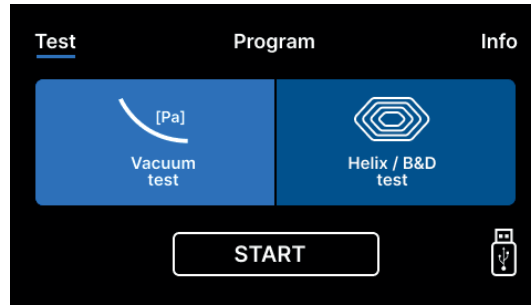 Test Program Info
[Pa]
Vacuum
test
Helix / B&D
test
START